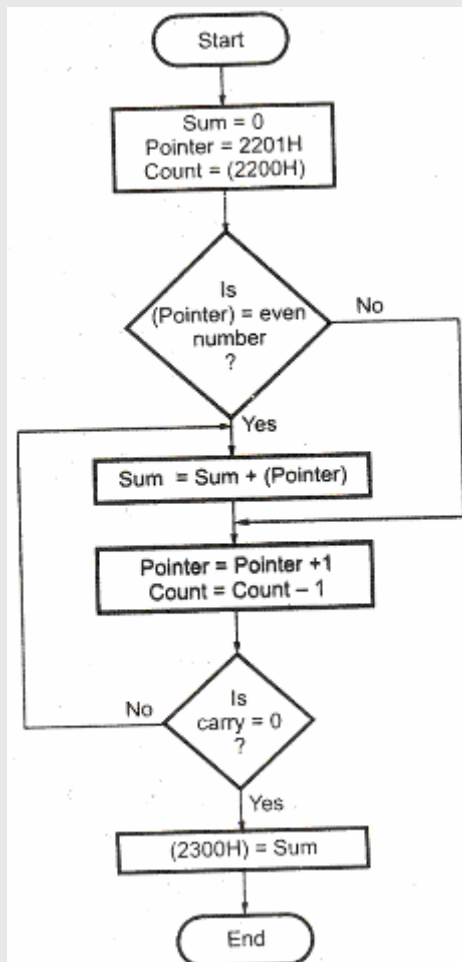 Start
Sum = 0
Pointer = 2201H
Count = (2200H)
Is
(Pointer) = even
number
?
No
Yes
Sum = Sum + (Pointer)
Pointer = Pointer +1
Count = Count – 1
Is
carry = 0
?
No
Yes
(2300H) = Sum
End